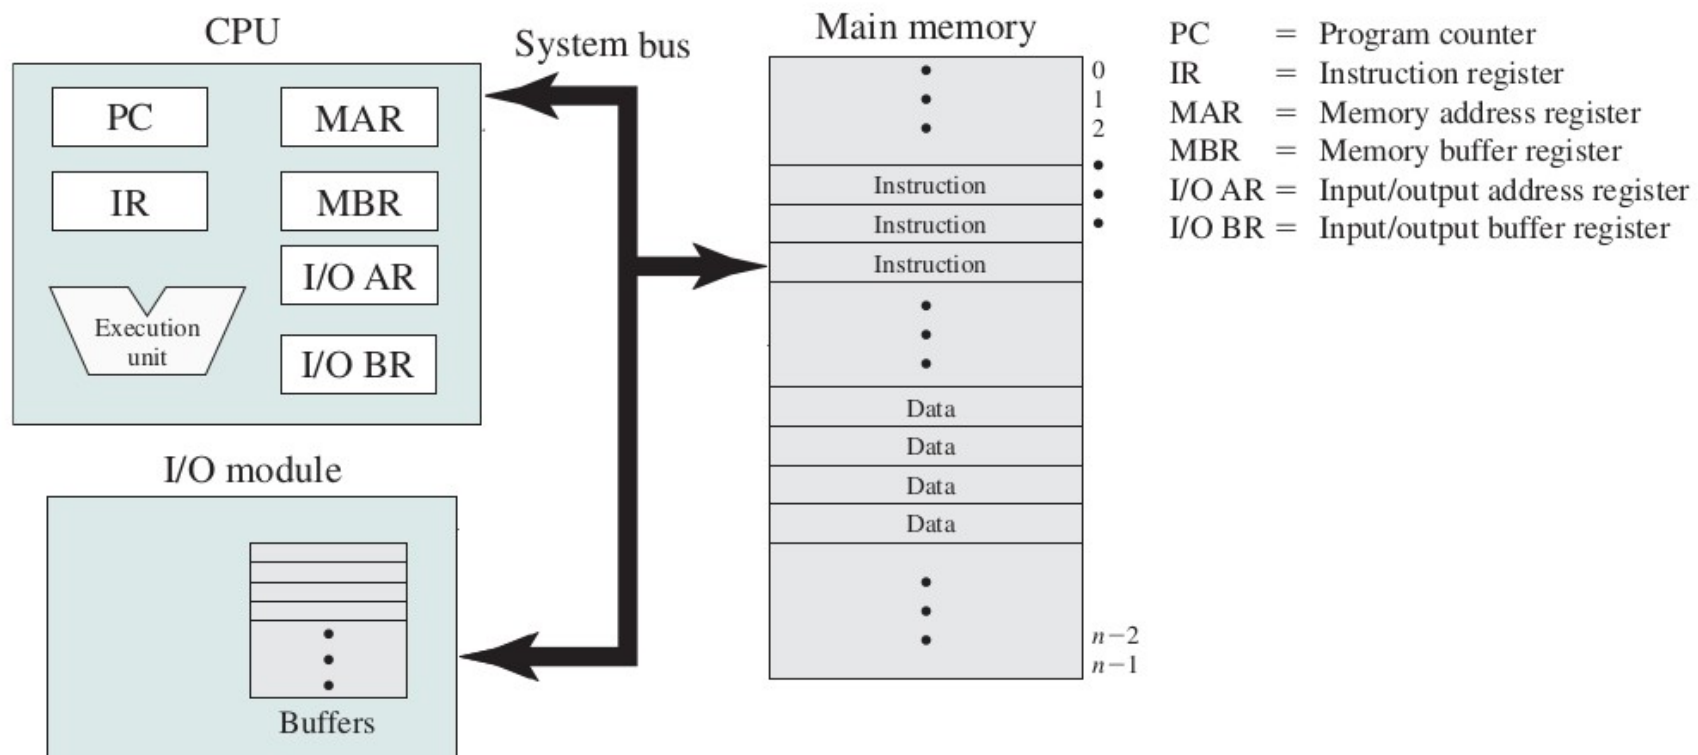 CPU
PC
MAR
IR
MBR
I/O AR
Execution
unit
I/O BR
I/O module
Buffers
System bus
Main memory
0
1
2
Instruction
Instruction
Instruction
Data
Data
Data
Data
n−2
n−1
PC = Program counter
IR = Instruction register
MAR = Memory address register
MBR = Memory buffer register
I/O AR = Input/output address register
I/O BR = Input/output buffer register